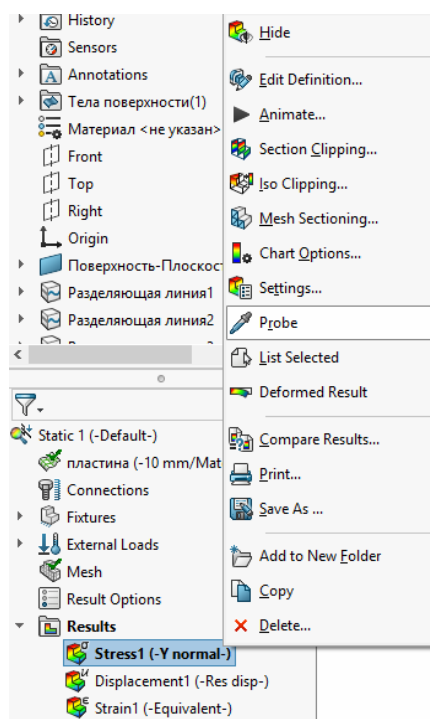 History
Sensors
Annotations
Тела поверхности(1)
Материал <не указан>
Front
Top
Right
Origin
Поверхность-Плоскос
Разделяющая линия1
Разделяющая линия2
Static 1 (-Default-)
пластина (-10 mm/Mat
Connections
Fixtures
External Loads
Mesh
Result Options
Results
Stress1 (-Y normal-)
Displacement1 (-Res disp-)
Strain1 (-Equivalent-)
Hide
Edit Definition...
Animate...
Section Clipping...
Iso Clipping...
Mesh Sectioning...
Chart Options...
Settings...
Probe
List Selected
Deformed Result
Compare Results...
Print...
Save As ...
Add to New Folder
Copy
Delete...